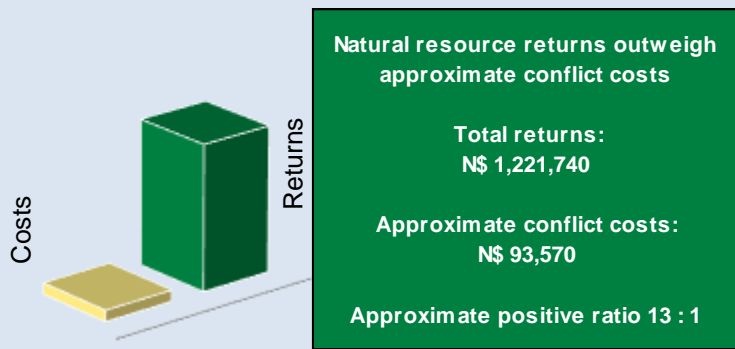 Costs
Returns
Natural resource returns outweigh
approximate conflict costs
Total returns:
N$ 1,221,740
Approximate conflict costs:
N$ 93,570
Approximate positive ratio 13 : 1